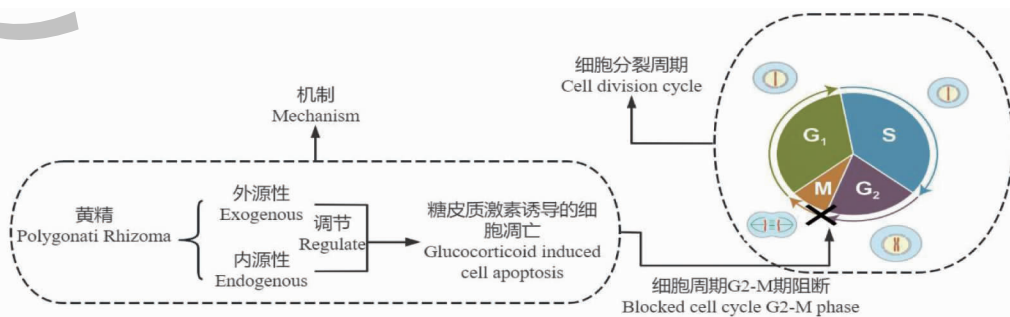 细胞分裂周期
Cell division cycle
机制
Mechanism
G1
S
M
G2
黄精
Polygonati Rhizoma
外源性
Exogenous
调节
Regulate
内源性
Endogenous
糖皮质激素诱导的细
胞凋亡
Glucocorticoid induced
cell apoptosis
细胞周期G2-M期阻断
Blocked cell cycle G2-M phase